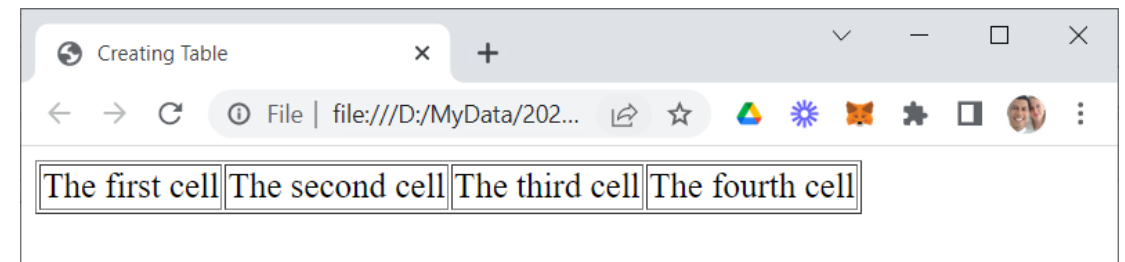 Creating Table
File | file:///D:/MyData/202...
The first cell The second cell The third cell The fourth cell